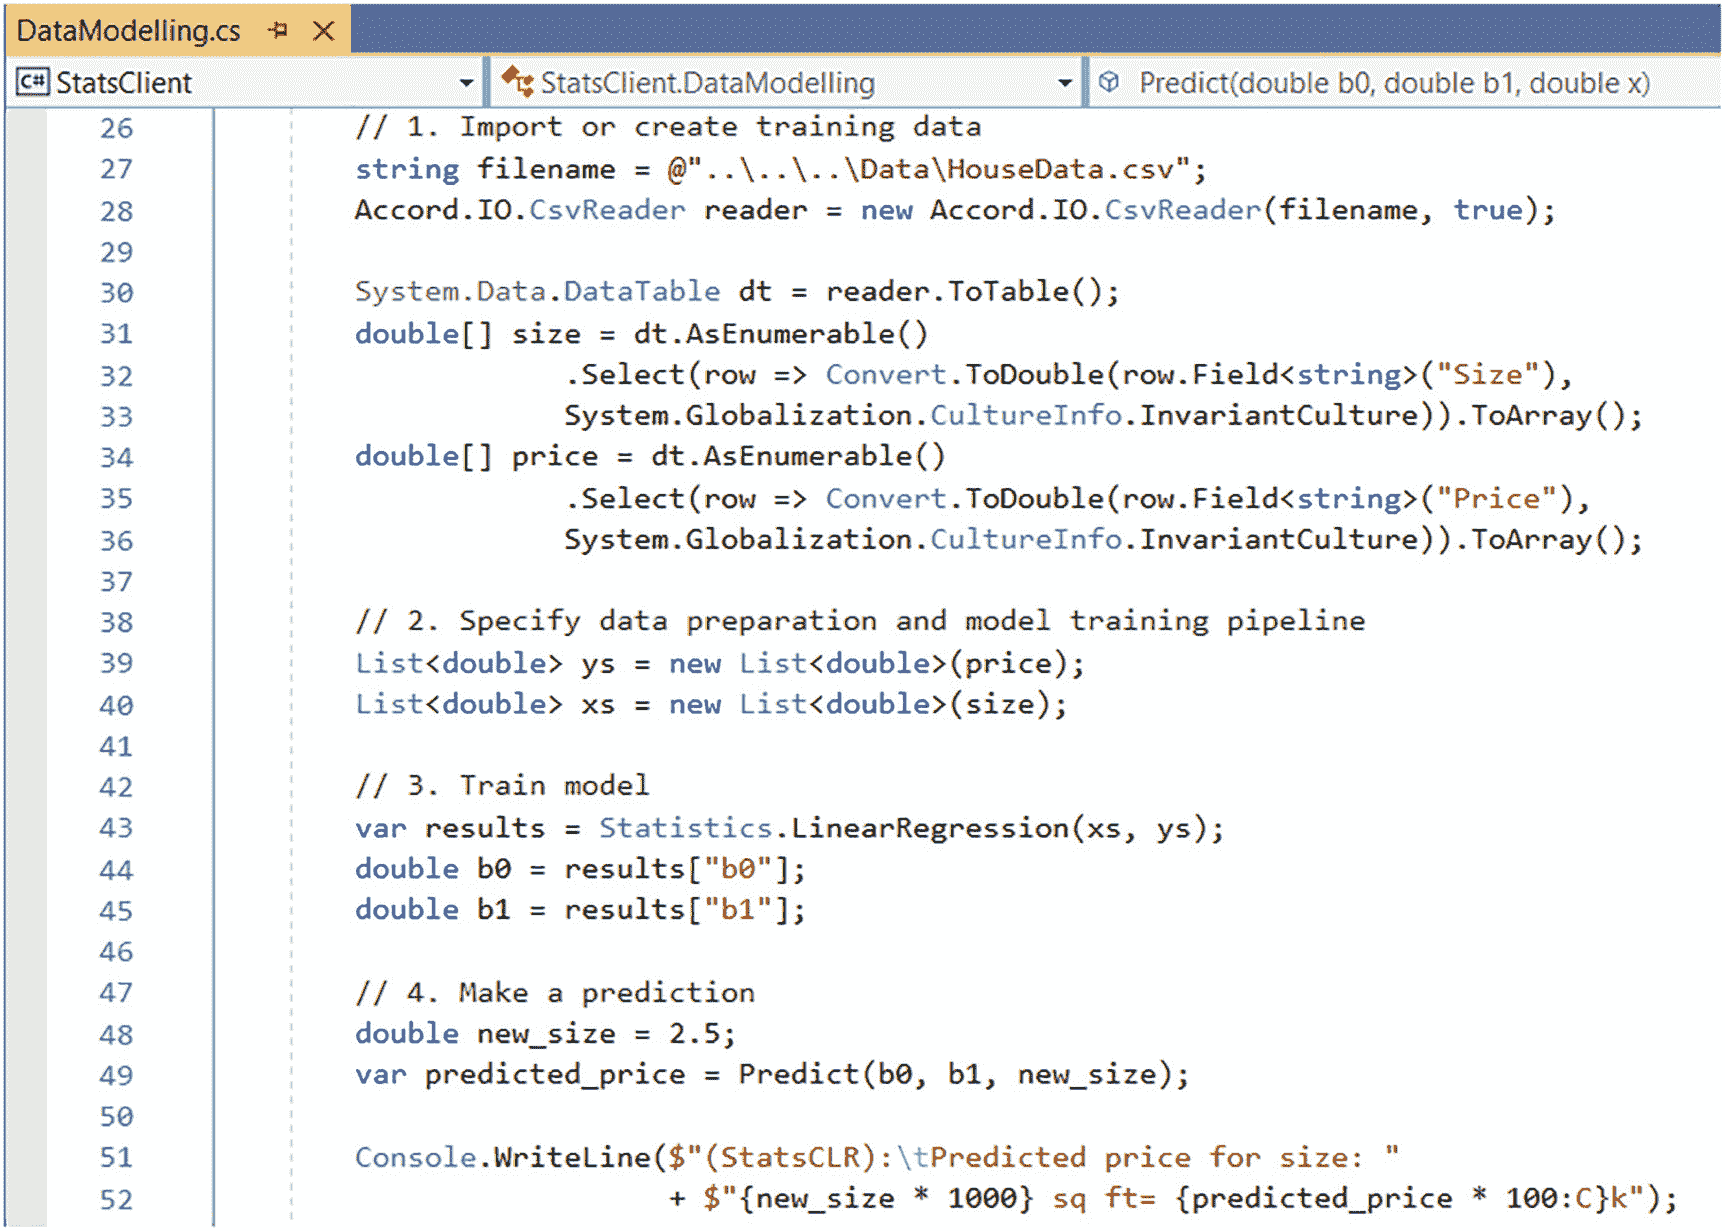 DataModelling.cs
C# StatsClient StatsClient.DataModelling Predict(double b0, double b1, double x)
26 // 1. Import or create training data
27 string filename = @"..\..\..\Data\HouseData.csv";
28 Accord.IO.CsvReader reader = new Accord.IO.CsvReader(filename, true);
29
30 System.Data.DataTable dt = reader.ToTable();
31 double[] size = dt.AsEnumerable()
32 .Select(row => Convert.ToDouble(row.Field<string>("Size"),
33 System.Globalization.CultureInfo.InvariantCulture)).ToArray();
34 double[] price = dt.AsEnumerable()
35 .Select(row => Convert.ToDouble(row.Field<string>("Price"),
36 System.Globalization.CultureInfo.InvariantCulture)).ToArray();
37
38 // 2. Specify data preparation and model training pipeline
39 List<double> ys = new List<double>(price);
40 List<double> xs = new List<double>(size);
41
42 // 3. Train model
43 var results = Statistics.LinearRegression(xs, ys);
44 double b0 = results["b0"];
45 double b1 = results["b1"];
46
47 // 4. Make a prediction
48 double new_size = 2.5;
49 var predicted_price = Predict(b0, b1, new_size);
50
51 Console.WriteLine($"(StatsCLR):\tPredicted price for size: "
52 + $"{new_size * 1000} sq ft= {predicted_price * 100:C}k");